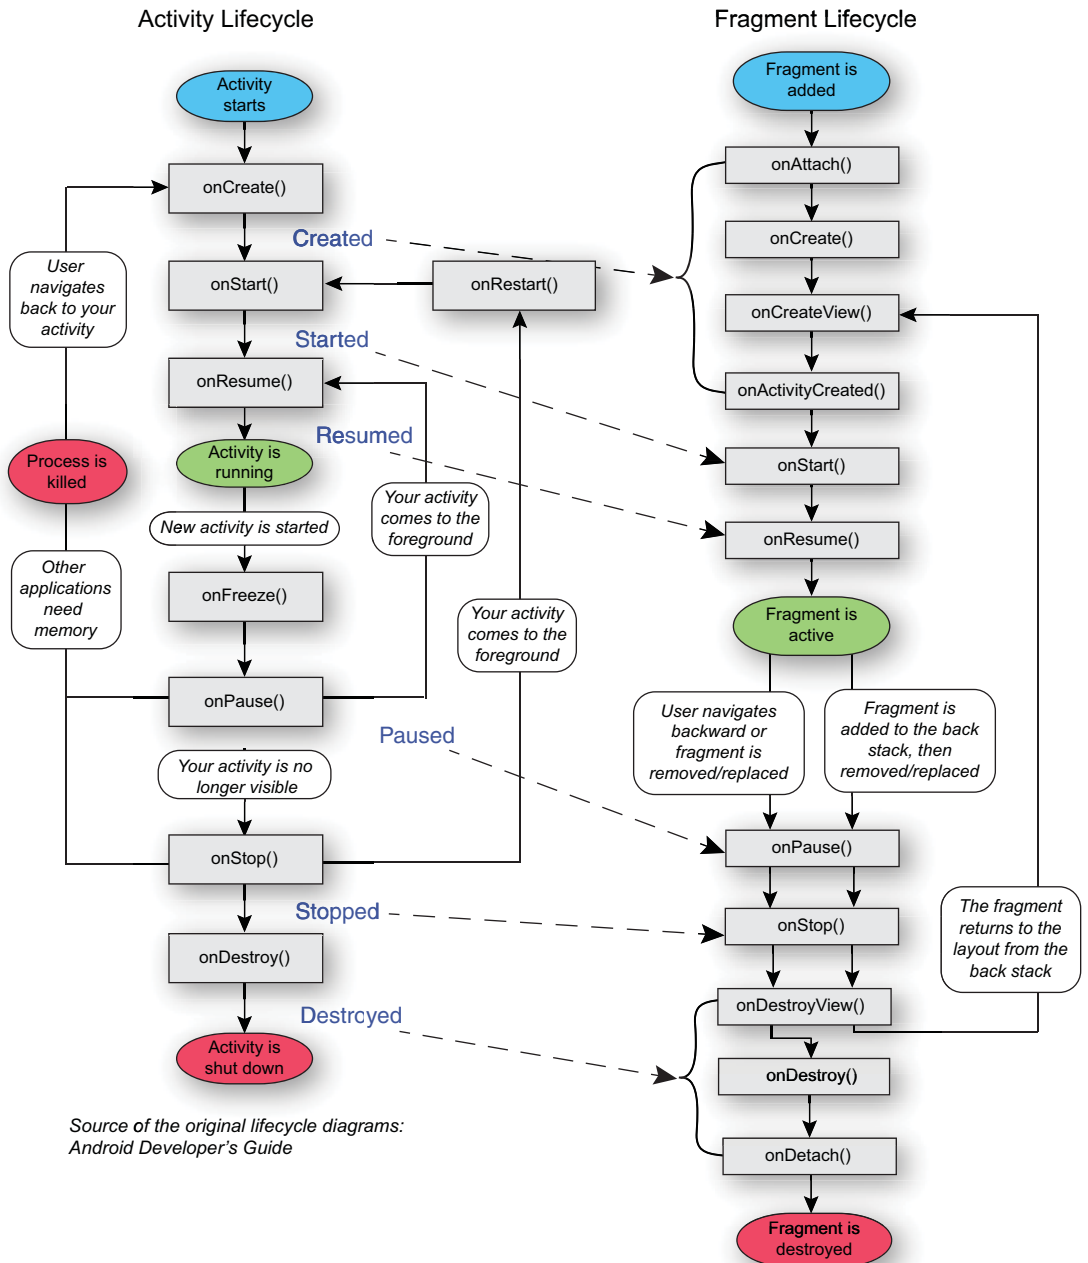 Activity Lifecycle
Activity
starts
onCreate()
User
navigates
back to your
activity
Created
onStart()
onRestart()
Started
onResume()
Resumed
Process is
killed
Activity is
running
Your activity
comes to the
foreground
New activity is started
Other
applications
need
memory
onFreeze()
Your activity
comes to the
foreground
onPause()
Paused
Your activity is no
longer visible
onStop()
Stopped
onDestroy()
Destroyed
Activity is
shut down
Source of the original lifecycle diagrams:
Android Developer's Guide
Fragment Lifecycle
Fragment is
added
onAttach()
onCreate()
onCreateView()
onActivityCreated()
onStart()
onResume()
Fragment is
active
User navigates
backward or
fragment is
removed/replaced
Fragment is
added to the back
stack, then
removed/replaced
onPause()
onStop()
The fragment
returns to the
layout from the
back stack
onDestroyView()
onDestroy()
onDetach()
Fragment is
destroyed